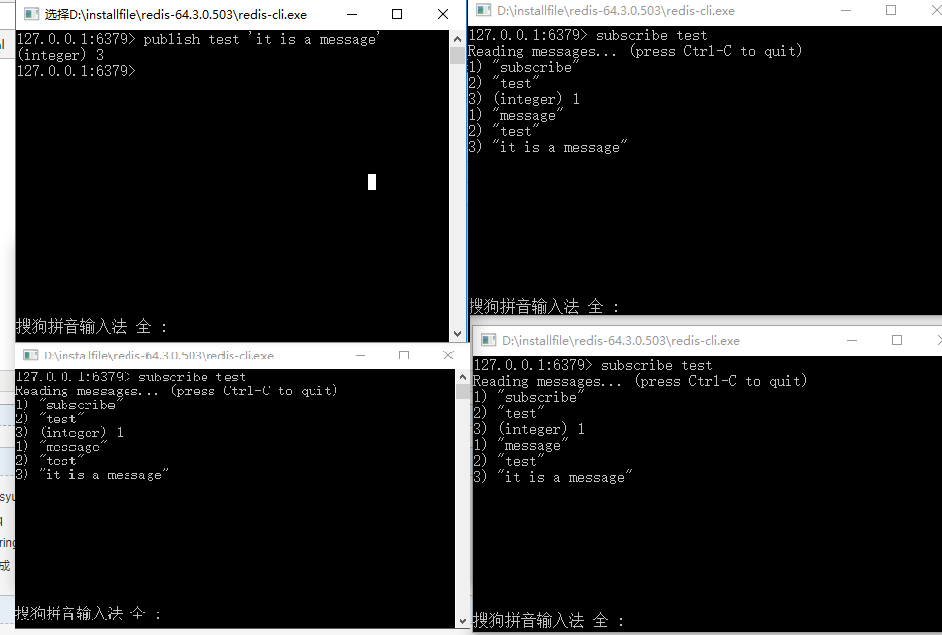 选择D:\installfile\redis-64.3.0.503\redis-cli.exe
127.0.0.1:6379> publish test 'it is a message'
(integer) 3
127.0.0.1:6379>
搜狗拼音输入法 全 :
D:\installfile\redis-64.3.0.503\redis-cli.exe
127.0.0.1:6379> subscribe test
Reading messages... (press Ctrl-C to quit)
1) "subscribe"
2) "test"
3) (integer) 1
1) "message"
2) "test"
3) "it is a message"
搜狗拼音输入法 全 :
D:\installfile\redis-64.3.0.503\redis-cli.exe
127.0.0.1:6379> subscribe test
Reading messages... (press Ctrl-C to quit)
1) "subscribe"
2) "test"
3) (integer) 1
1) "message"
2) "test"
3) "it is a message"
搜狗拼音输入法 全 :
D:\installfile\redis-64.3.0.503\redis-cli.exe
127.0.0.1:6379> subscribe test
Reading messages... (press Ctrl-C to quit)
1) "subscribe"
2) "test"
3) (integer) 1
1) "message"
2) "test"
3) "it is a message"
搜狗拼音输入法 全 :